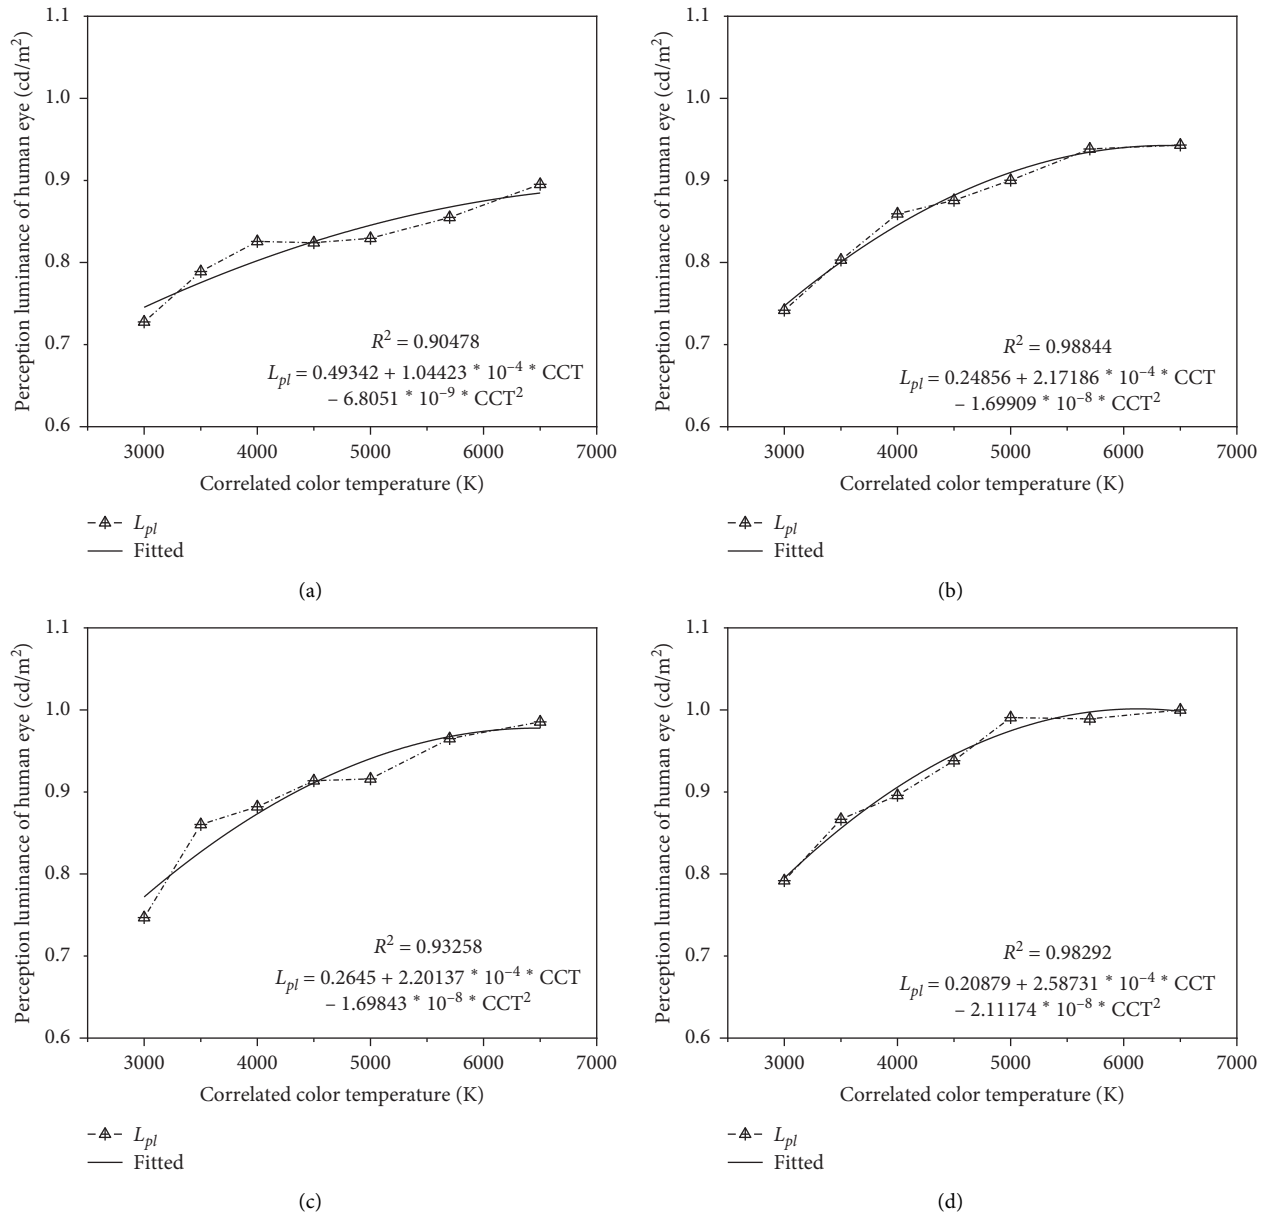 1.1
1.0
0.9
0.8
0.7
0.6
Perception luminance of human eye (cd/m²)
R² = 0.90478
L_pl = 0.49342 + 1.04423 * 10⁻⁴ * CCT
– 6.8051 * 10⁻⁹ * CCT²
3000 4000 5000 6000 7000
Correlated color temperature (K)
L_pl
Fitted
(a)
1.1
1.0
0.9
0.8
0.7
0.6
Perception luminance of human eye (cd/m²)
R² = 0.98844
L_pl = 0.24856 + 2.17186 * 10⁻⁴ * CCT
– 1.69909 * 10⁻⁸ * CCT²
3000 4000 5000 6000 7000
Correlated color temperature (K)
L_pl
Fitted
(b)
1.1
1.0
0.9
0.8
0.7
0.6
Perception luminance of human eye (cd/m²)
R² = 0.93258
L_pl = 0.2645 + 2.20137 * 10⁻⁴ * CCT
– 1.69843 * 10⁻⁸ * CCT²
3000 4000 5000 6000 7000
Correlated color temperature (K)
L_pl
Fitted
(c)
1.1
1.0
0.9
0.8
0.7
0.6
Perception luminance of human eye (cd/m²)
R² = 0.98292
L_pl = 0.20879 + 2.58731 * 10⁻⁴ * CCT
– 2.11174 * 10⁻⁸ * CCT²
3000 4000 5000 6000 7000
Correlated color temperature (K)
L_pl
Fitted
(d)